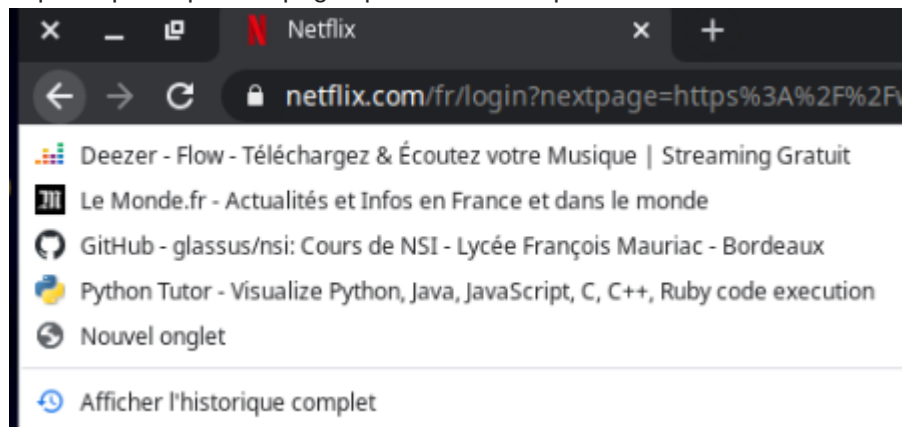 Netflix
netflix.com/fr/login?nextpage=https%3A%2F%2F
Deezer - Flow - Téléchargez & Écoutez votre Musique | Streaming Gratuit
Le Monde.fr - Actualités et Infos en France et dans le monde
GitHub - glassus/nsi: Cours de NSI - Lycée François Mauriac - Bordeaux
Python Tutor - Visualize Python, Java, JavaScript, C, C++, Ruby code execution
Nouvel onglet
Afficher l'historique complet